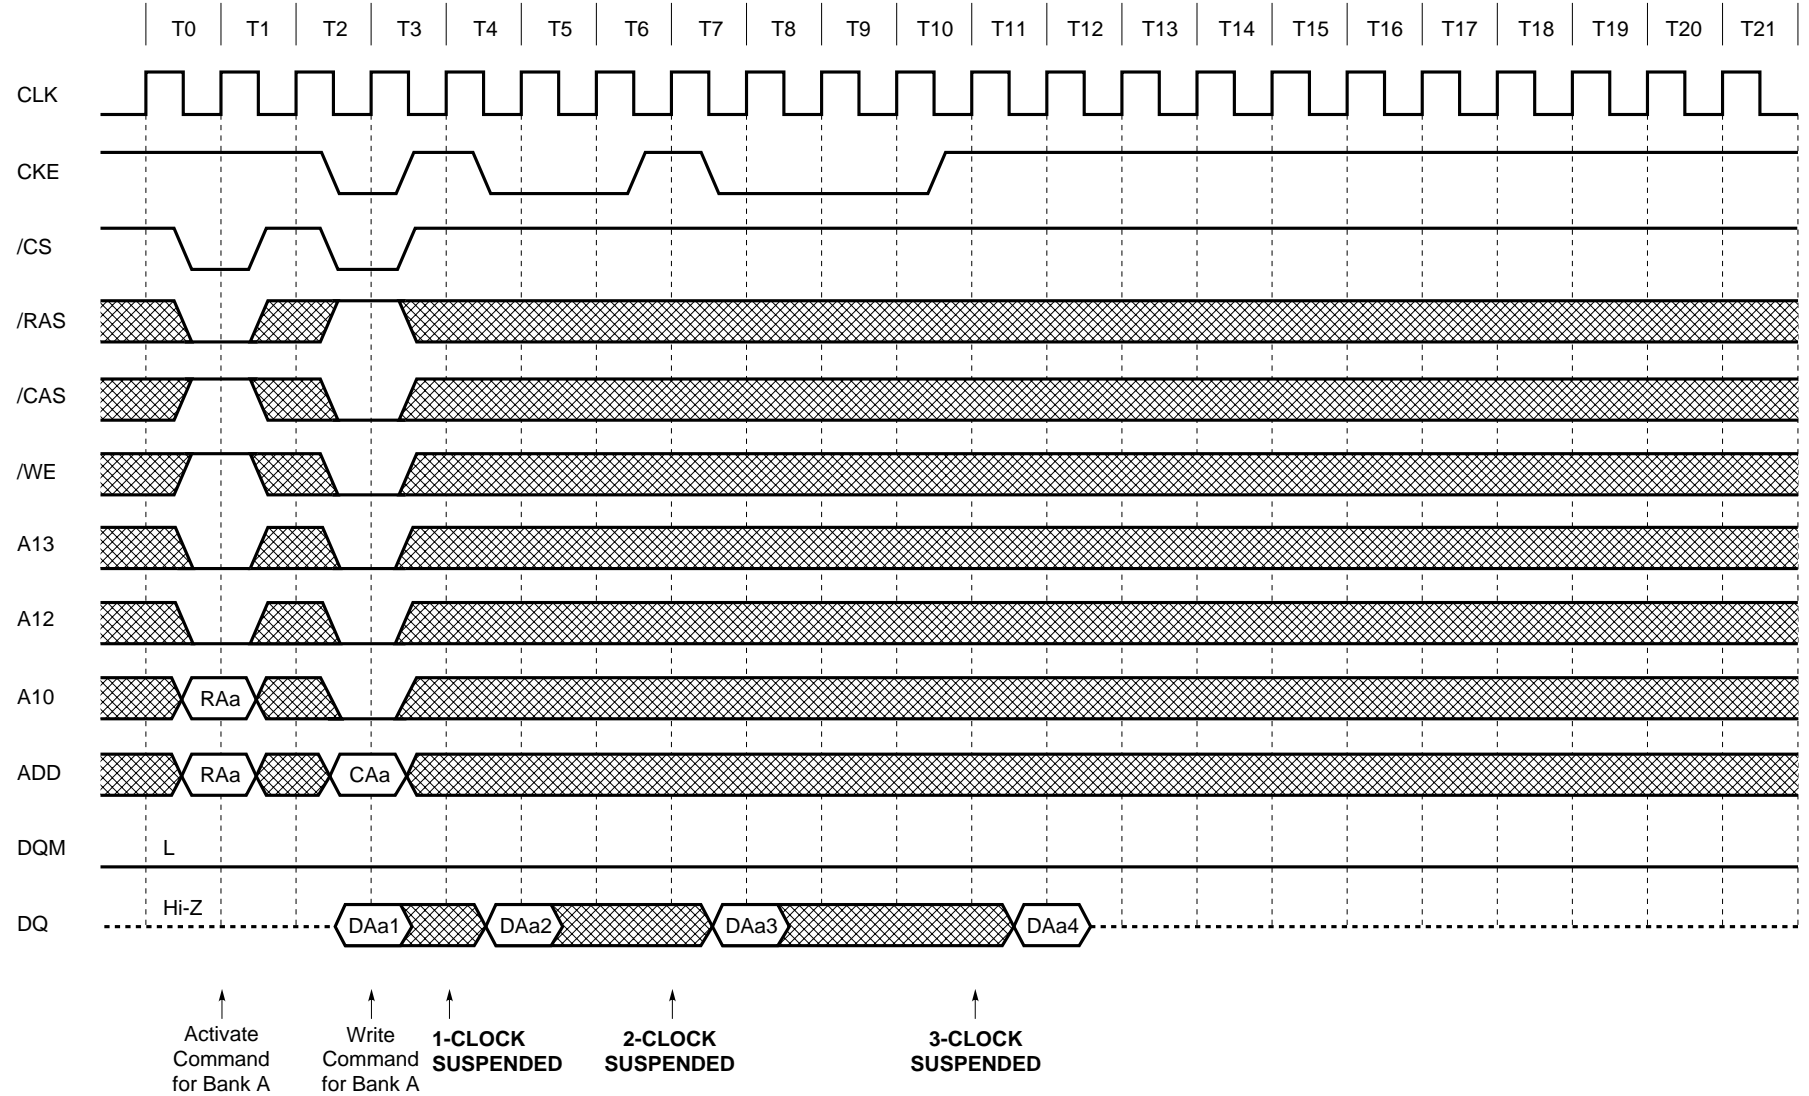 T0 T1 T2 T3 T4 T5 T6 T7 T8 T9 T10 T11 T12 T13 T14 T15 T16 T17 T18 T19 T20 T21
CLK
CKE
/CS
/RAS
/CAS
/WE
A13
A12
A10 RAa
ADD RAa CAa
DQM L
DQ Hi-Z DAa1 DAa2 DAa3 DAa4
Activate
Command
for Bank A
Write
Command
for Bank A
1-CLOCK
SUSPENDED
2-CLOCK
SUSPENDED
3-CLOCK
SUSPENDED